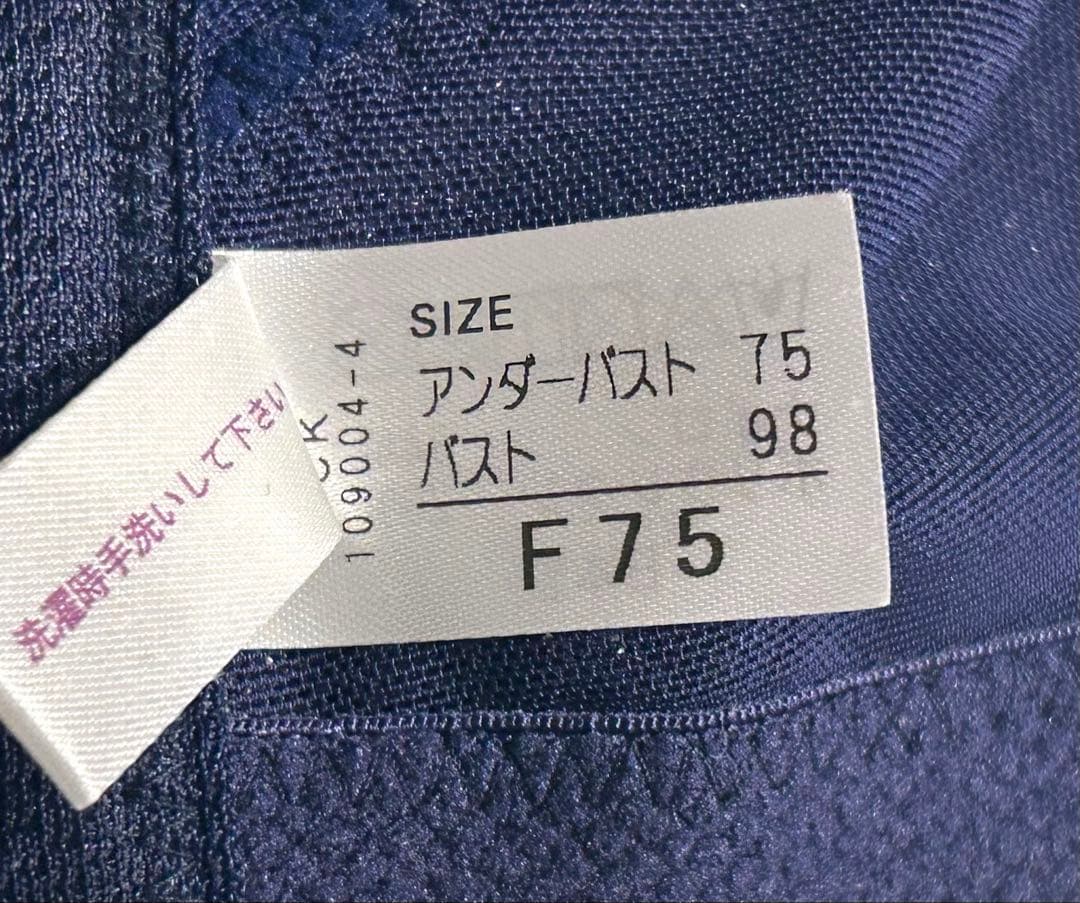 SIZE
アンダーバスト 75
バスト 98
F75
109004-4
CK
洗濯時手洗いして下さい